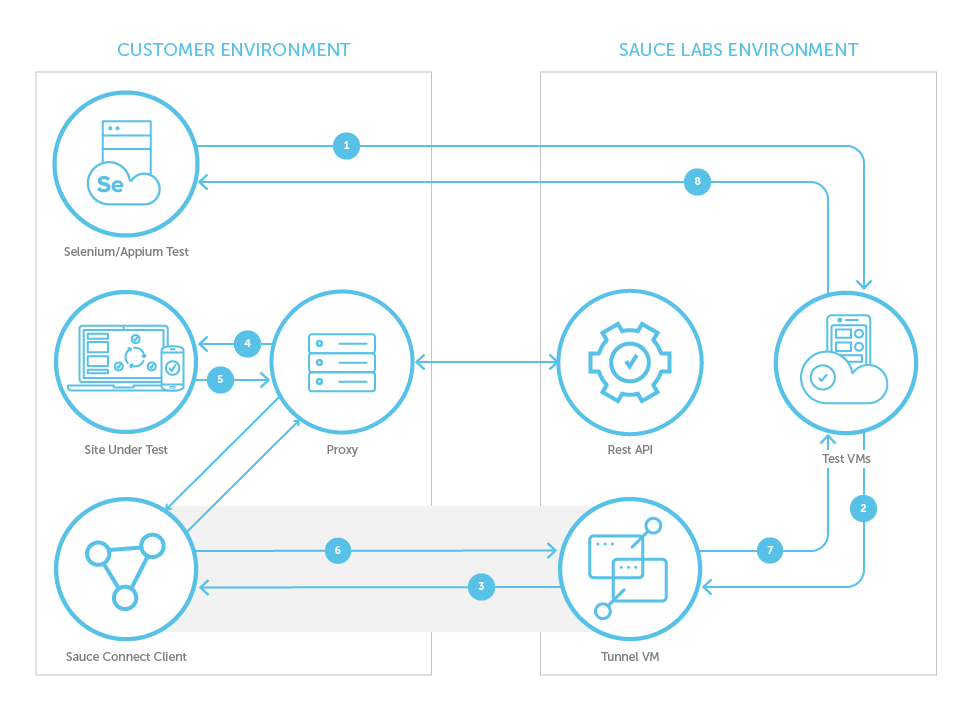 CUSTOMER ENVIRONMENT
SAUCE LABS ENVIRONMENT
1
8
Se
Selenium/Appium Test
4
5
Site Under Test
Proxy
Rest API
Test VMs
2
6
7
3
Sauce Connect Client
Tunnel VM